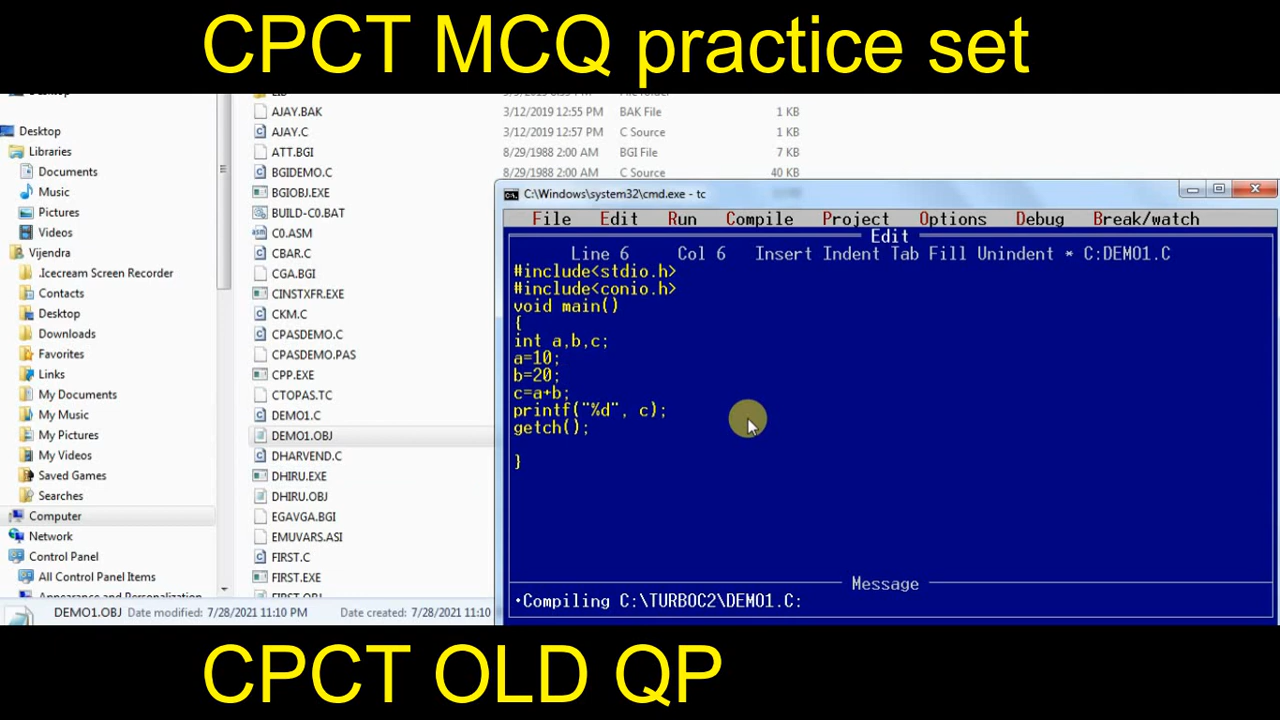 CPCT MCQ practice set
Desktop
Libraries
Documents
Music
Pictures
Videos
Vijendra
.Icecream Screen Recorder
Contacts
Desktop
Downloads
Favorites
Links
My Documents
My Music
My Pictures
My Videos
Saved Games
Searches
Computer
Network
Control Panel
All Control Panel Items
Appearance and Personalization
AJAY.BAK 3/12/2019 12:55 PM BAK File 1 KB
AJAY.C 3/12/2019 12:57 PM C Source 1 KB
ATT.BGI 8/29/1988 2:00 AM BGI File 7 KB
BGIDEMO.C 8/29/1988 2:00 AM C Source 40 KB
BGIOBJ.EXE
BUILD-C0.BAT
C0.ASM
CBAR.C
CGA.BGI
CINSTXFR.EXE
CKM.C
CPASDEMO.C
CPASDEMO.PAS
CPP.EXE
CTOPAS.TC
DEMO1.C
DEMO1.OBJ
DHARVEND.C
DHIRU.EXE
DHIRU.OBJ
EGAVGA.BGI
EMUVARS.ASI
FIRST.C
FIRST.EXE
FIRST.OBJ
DEMO1.OBJ Date modified: 7/28/2021 11:10 PM Date created: 7/28/2021 11:10
C:\Windows\system32\cmd.exe - tc
File Edit Run Compile Project Options Debug Break/watch
Edit
Line 6 Col 6 Insert Indent Tab Fill Unindent * C:DEMO1.C
#include<stdio.h>
#include<conio.h>
void main()
{
int a,b,c;
a=10;
b=20;
c=a+b;
printf("%d", c);
getch();
}
Message
•Compiling C:\TURBOC2\DEMO1.C:
CPCT OLD QP